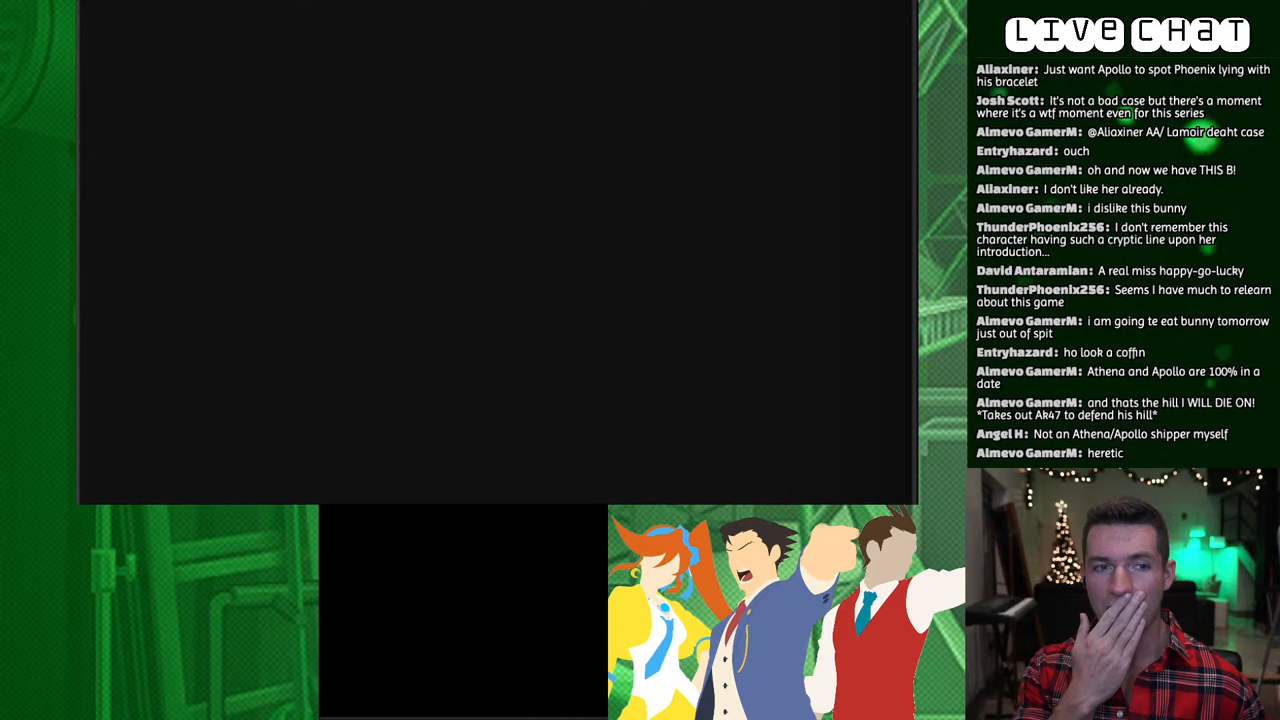 LIVe CHaT
Aliaxiner: Just want Apollo to spot Phoenix lying with
his bracelet
Josh Scott: It's not a bad case but there's a moment
where it's a wtf moment even for this series
Almevo GamerM: @Aliaxiner AA/ Lamoir deaht case
Entryhazard: ouch
Almevo GamerM: oh and now we have THIS B!
Aliaxiner: I don't like her already.
Almevo GamerM: i dislike this bunny
ThunderPhoenix256: I don't remember this
character having such a cryptic line upon her
introduction...
David Antaramian: A real miss happy-go-lucky
ThunderPhoenix256: Seems I have much to relearn
about this game
Almevo GamerM: i am going te eat bunny tomorrow
just out of spit
Entryhazard: ho look a coffin
Almevo GamerM: Athena and Apollo are 100% in a
date
Almevo GamerM: and thats the hill I WILL DIE ON!
*Takes out Ak47 to defend his hill*
Angel H: Not an Athena/Apollo shipper myself
Almevo GamerM: heretic